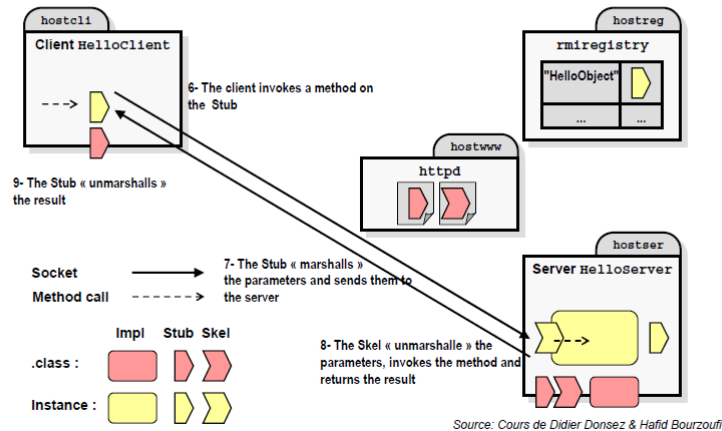 hostcli
Client HelloClient
hostreg
rmiregistry
"HelloObject"
...
...
6- The client invokes a method on
the Stub
hostwww
httpd
9- The Stub « unmarshalls »
the result
hostser
Server HelloServer
7- The Stub « marshalls »
the parameters and sends them to
the server
Socket
Method call
Impl Stub Skel
.class :
Instance :
8- The Skel « unmarshalle » the
parameters, invokes the method and
returns the result
Source: Cours de Didier Donsez & Hafid Bourzoufi